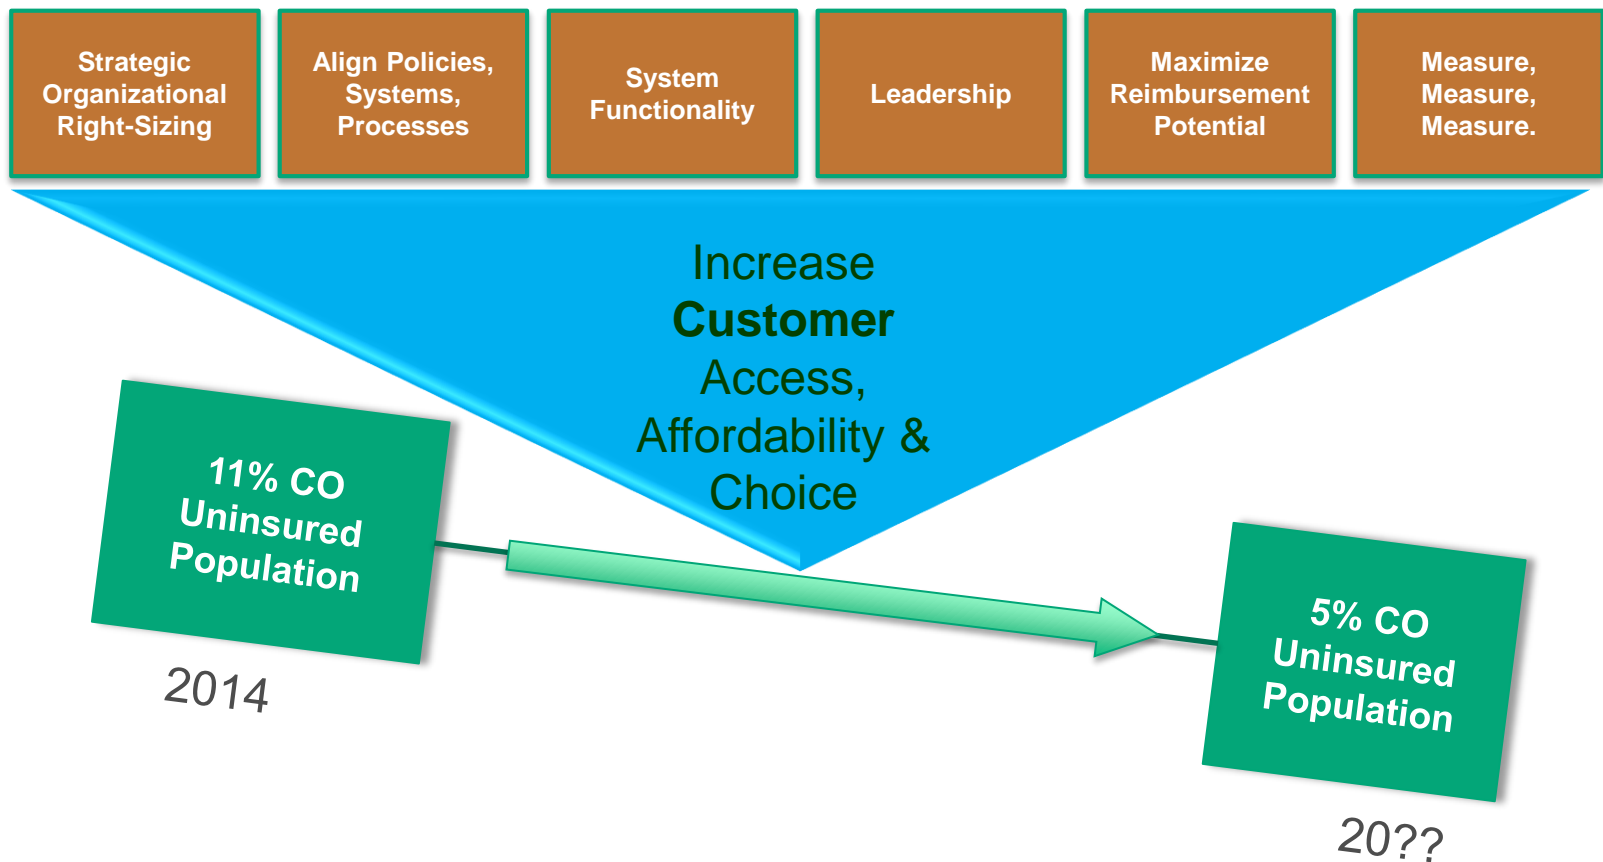 Strategic
Organizational
Right-Sizing
Align Policies,
Systems,
Processes
System
Functionality
Leadership
Maximize
Reimbursement
Potential
Measure,
Measure,
Measure.
Increase
Customer
Access,
Affordability &
Choice
11% CO
Uninsured
Population
2014
5% CO
Uninsured
Population
20??